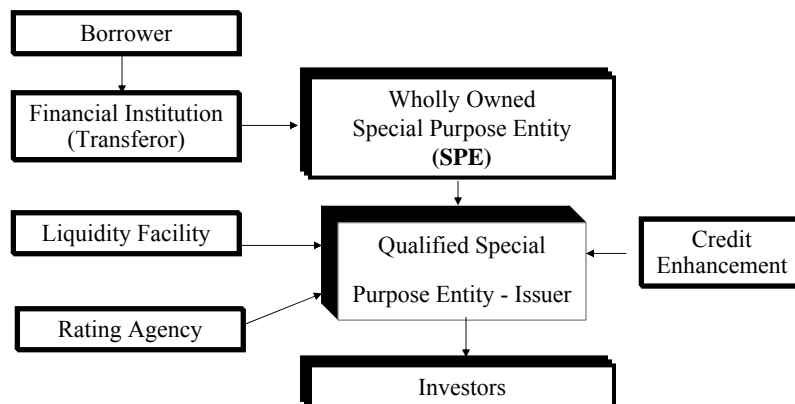 Borrower
Financial Institution
(Transferor)
Wholly Owned
Special Purpose Entity
(SPE)
Liquidity Facility
Qualified Special
Purpose Entity - Issuer
Credit
Enhancement
Rating Agency
Investors